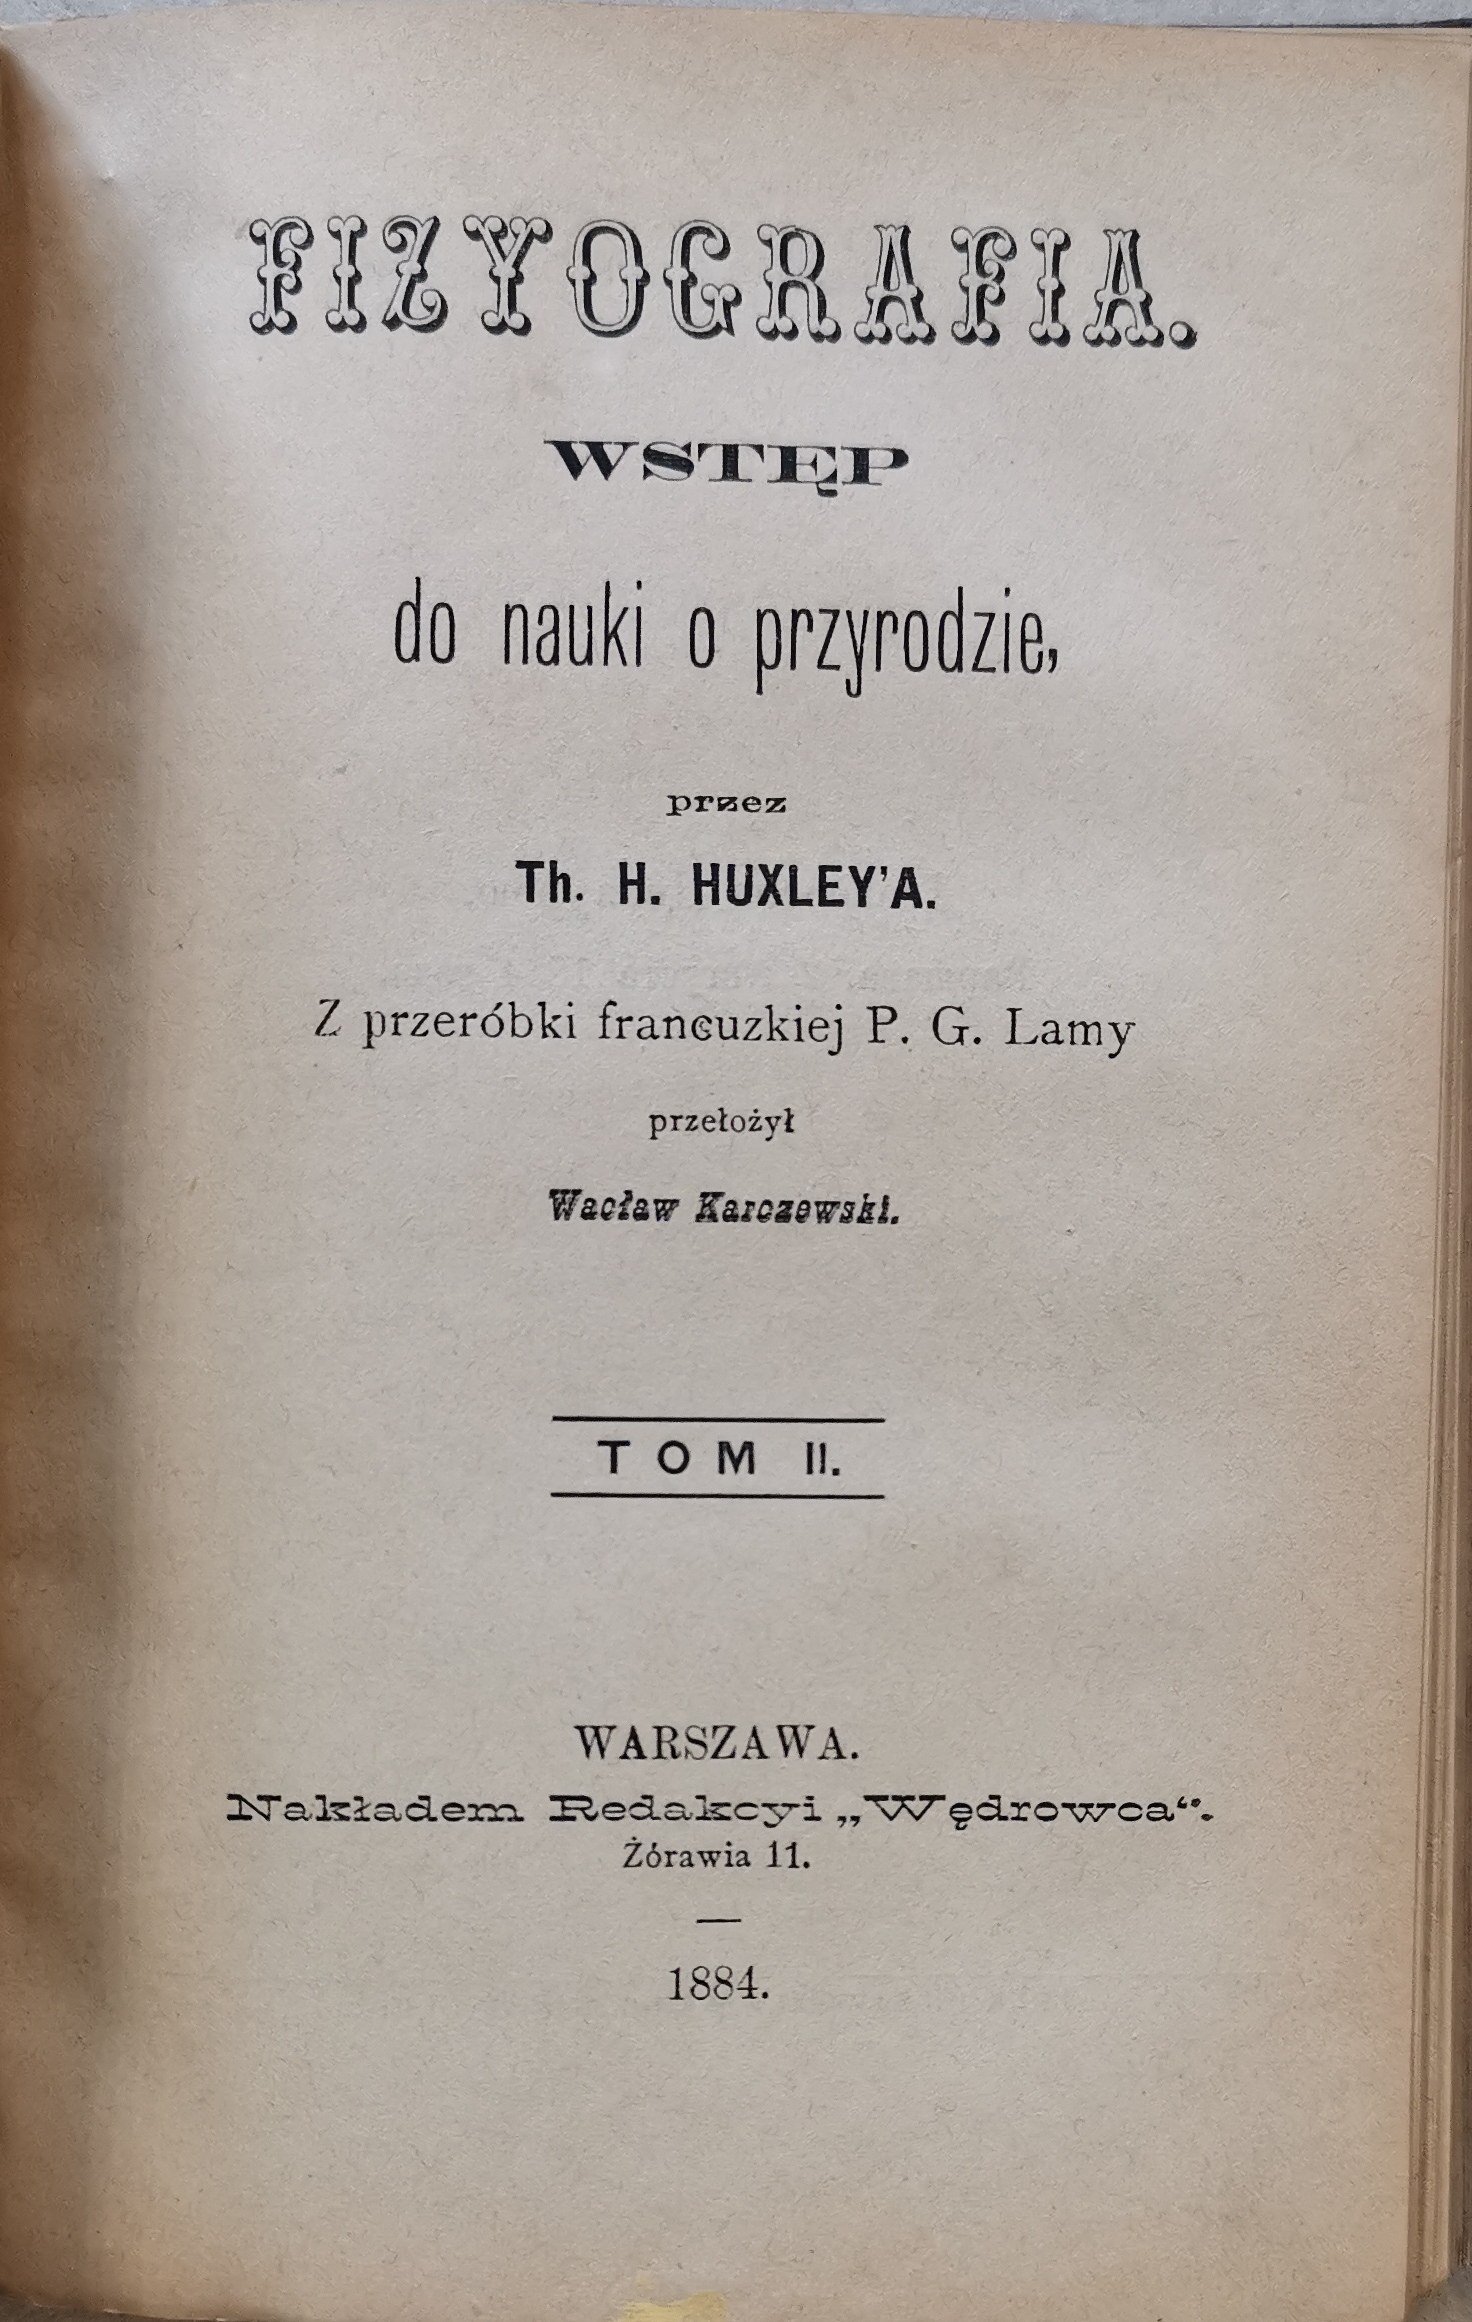 FIZYOGRAFIA.
WSTĘP
do nauki o przyrodzie,
przez
Th. H. HUXLEY'A.
Z przeróbki francuzkiej P. G. Lamy
przełożył
Wacław Karczewski.
TOM II.
WARSZAWA.
Nakładem Redakcyi „Wędrowca“.
Żórawia 11.
—
1884.